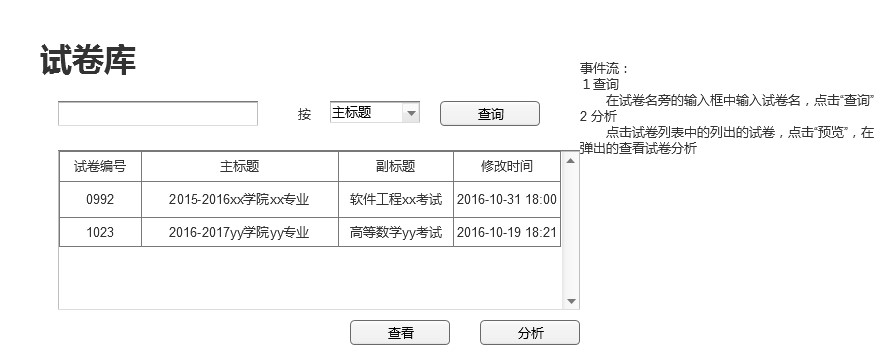 试卷库
按 主标题 查询
试卷编号 主标题 副标题 修改时间
0992 2015-2016xx学院xx专业 软件工程xx考试 2016-10-31 18:00
1023 2016-2017yy学院yy专业 高等数学yy考试 2016-10-19 18:21
查看 分析
事件流：
1 查询
在试卷名旁的输入框中输入试卷名，点击“查询”
2 分析
点击试卷列表中的列出的试卷，点击“预览”，在
弹出的查看试卷分析